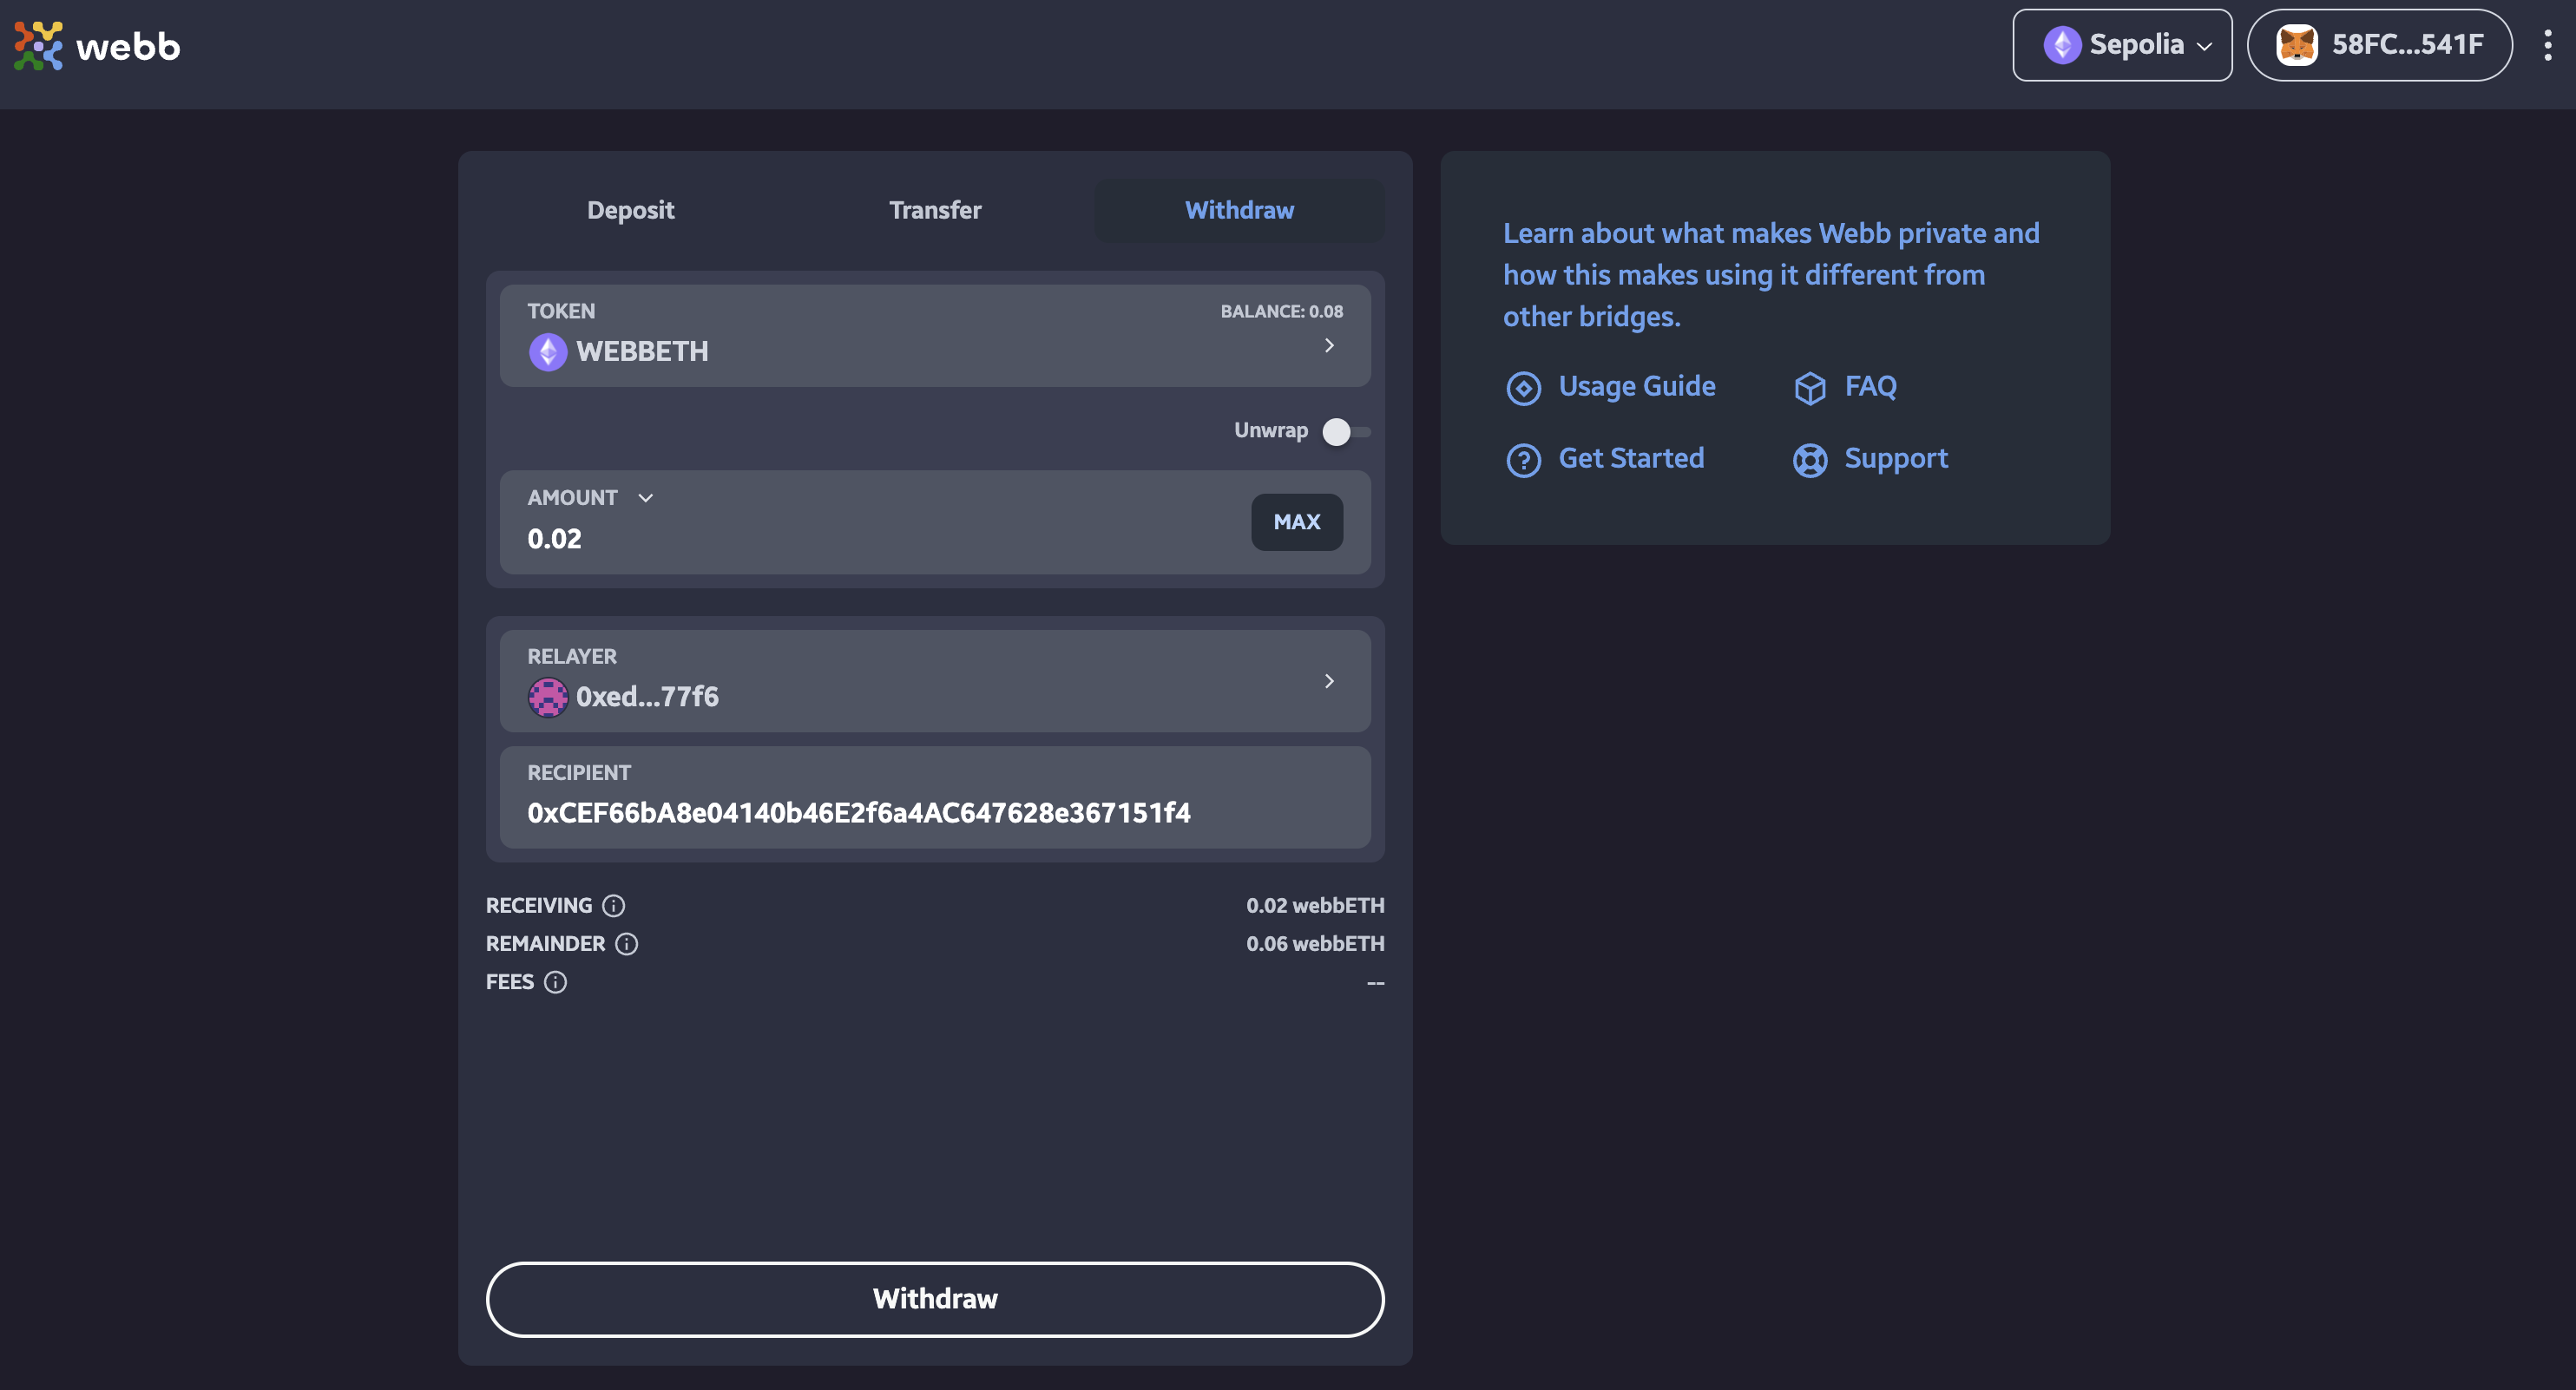 webb
Sepolia
58FC...541F
Deposit
Transfer
Withdraw
TOKEN
BALANCE: 0.08
WEBBETH
Unwrap
AMOUNT
0.02
MAX
RELAYER
0xed...77f6
RECIPIENT
0xCEF66bA8e04140b46E2f6a4AC647628e367151f4
RECEIVING
0.02 webbETH
REMAINDER
0.06 webbETH
FEES
--
Withdraw
Learn about what makes Webb private and
how this makes using it different from
other bridges.
Usage Guide
FAQ
Get Started
Support